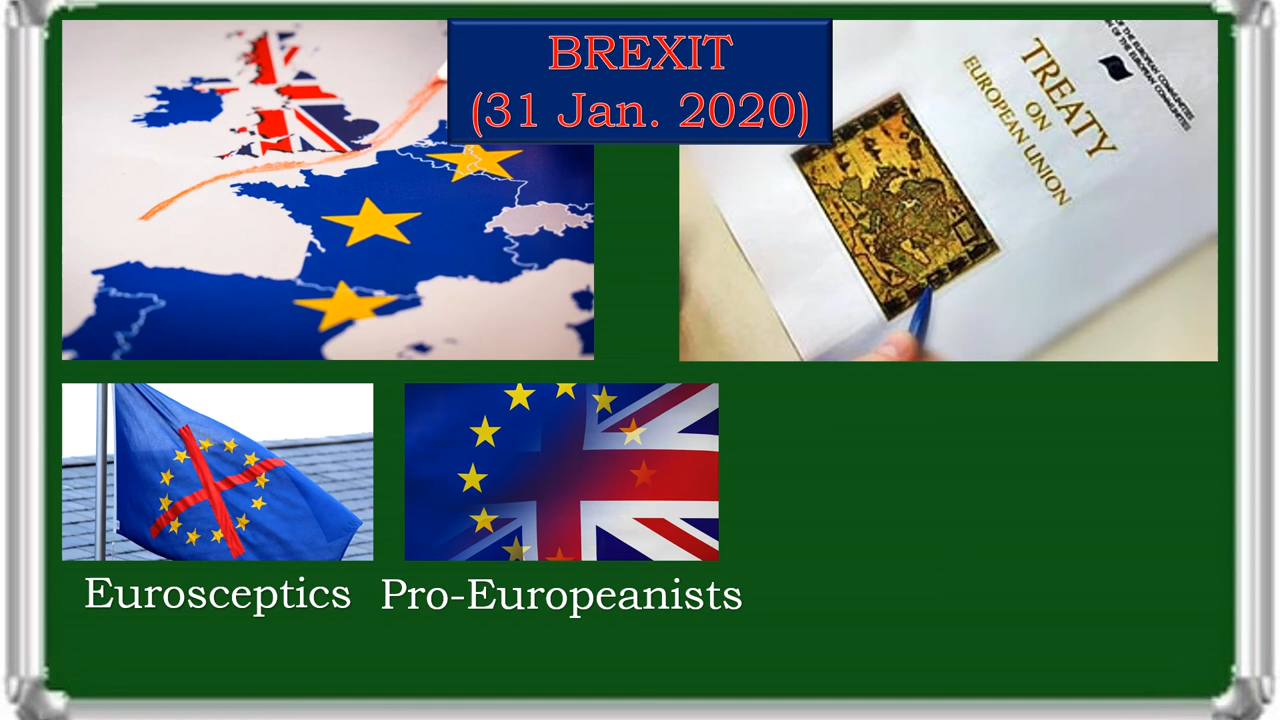 BREXIT
(31 Jan. 2020)
TREATY
ON
EUROPEAN UNION
Eurosceptics
Pro-Europeanists